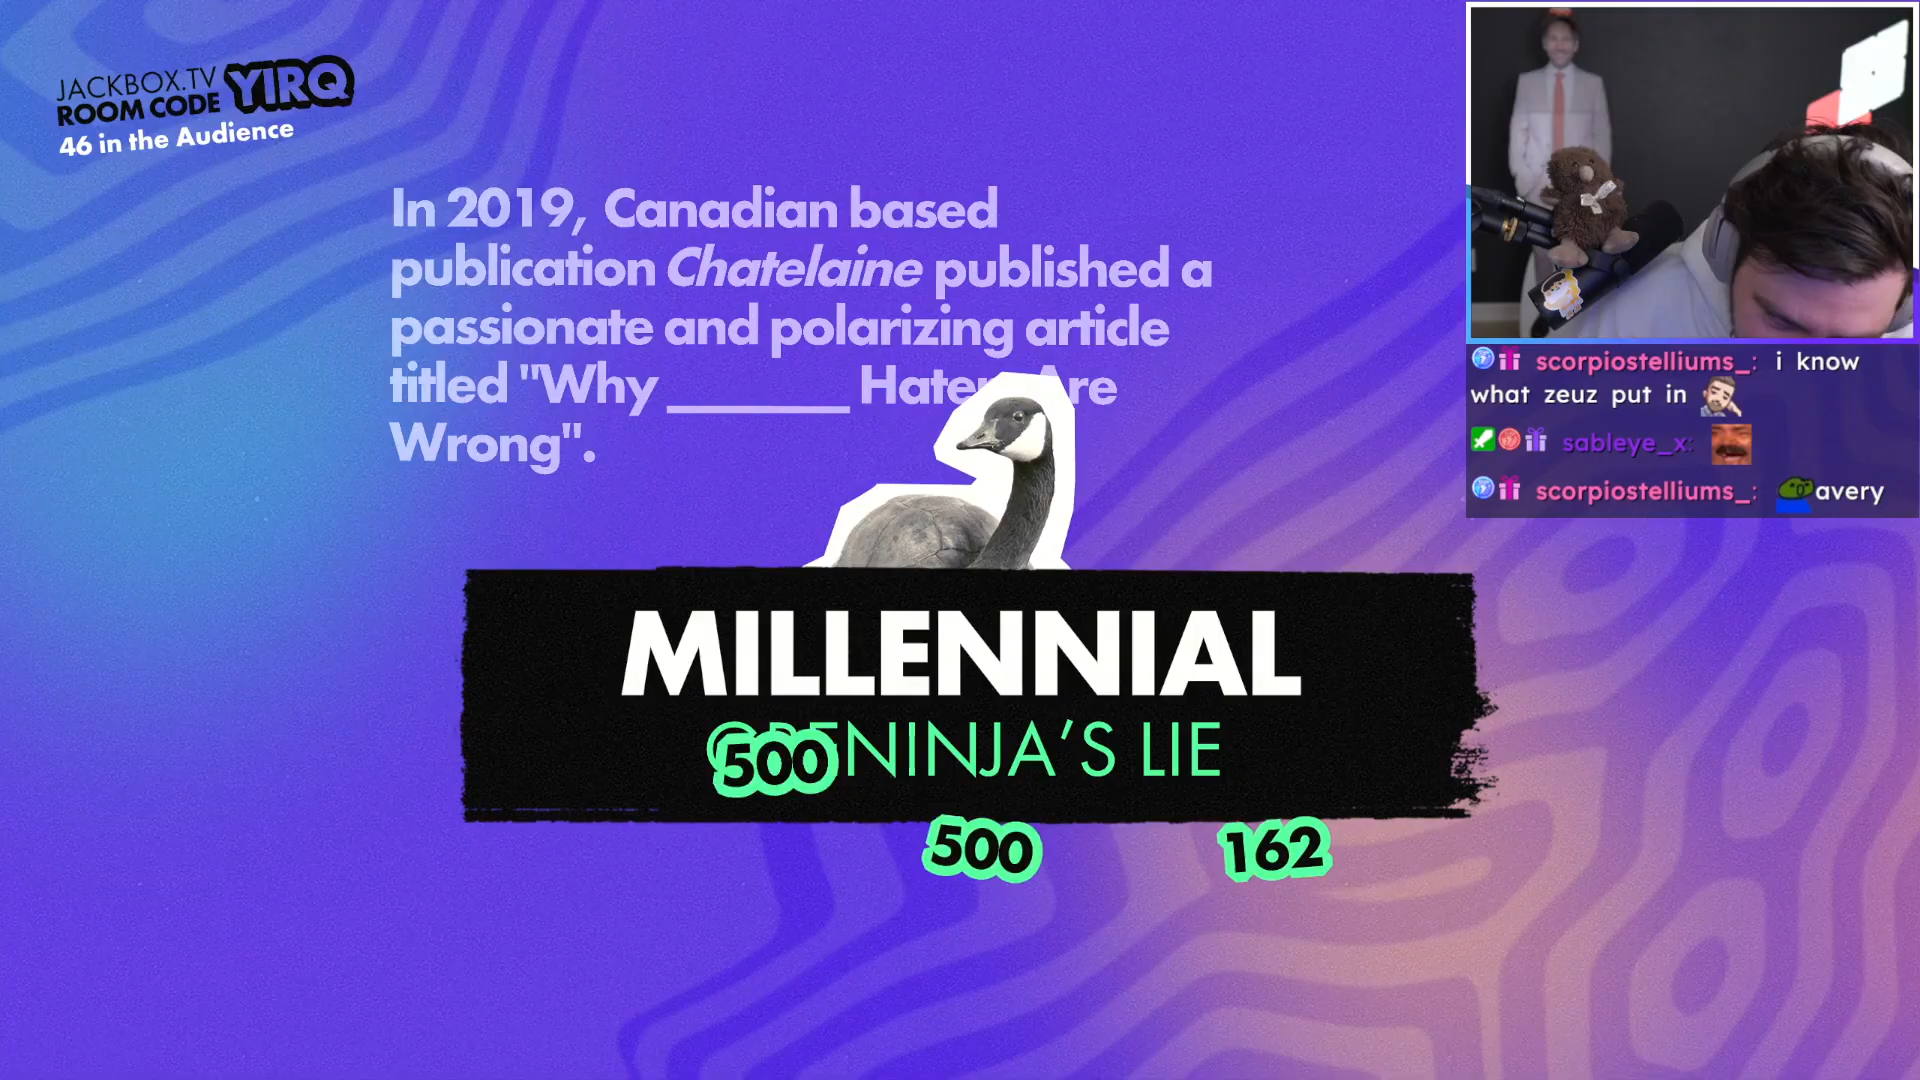 JACKBOX.TV
ROOM CODE YIRQ
46 in the Audience
In 2019, Canadian based
publication Chatelaine published a
passionate and polarizing article
titled "Why ______ Haters Are
Wrong".
MILLENNIAL
NINJA'S LIE
500
500
162
scorpiostelliums_: i know
what zeuz put in
sableye_x:
scorpiostelliums_: avery